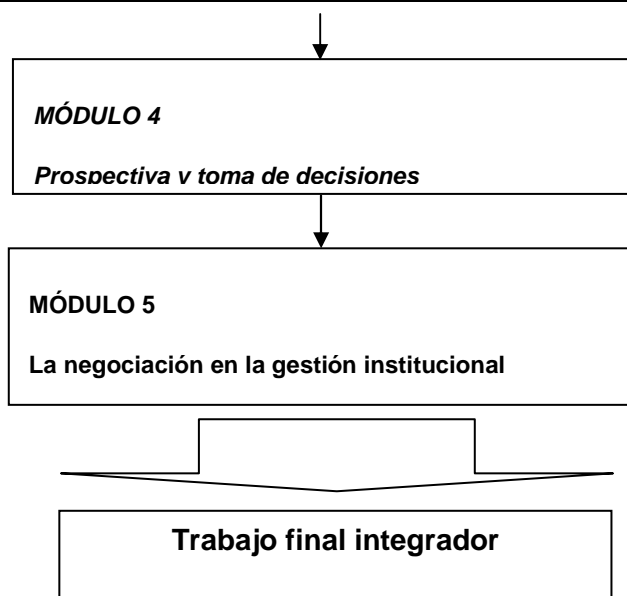 MÓDULO 4
Prospectiva y toma de decisiones
MÓDULO 5
La negociación en la gestión institucional
Trabajo final integrador